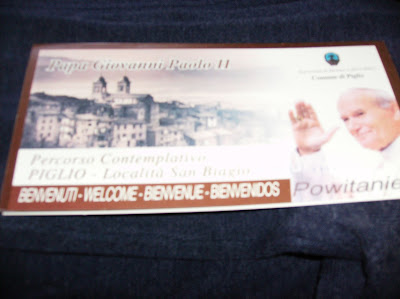 Papa Giovanni Paolo II
Comune di Piglio
Percorso Contemplativo
PIGLIO - Località San Biagio
Powitanie
BENVENUTI - WELCOME - BIENVENUE - BIENVENIDOS